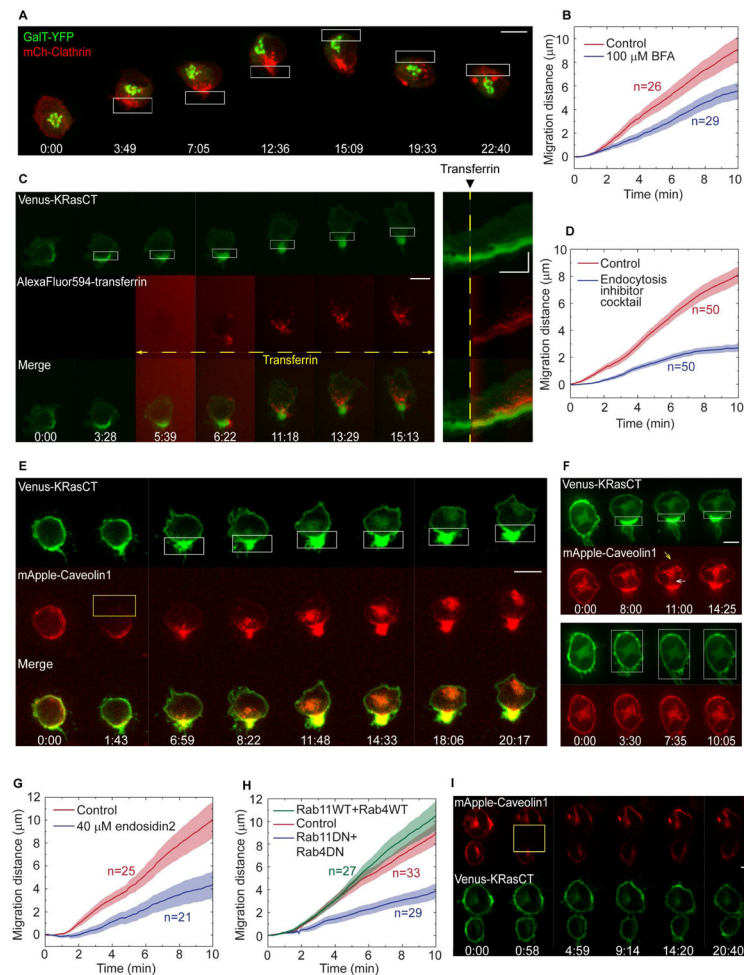 A
GalT-YFP
mCh-Clathrin
0:00 3:49 7:05 12:36 15:09 19:33 22:40
B
Migration distance (μm)
10
8
6
4
2
0
Control
100 μM BFA
n=26
n=29
0 2 4 6 8 10
Time (min)
C
Venus-KRasCT
AlexaFluor594-transferrin
Transferrin
Merge
0:00 3:28 5:39 6:22 11:18 13:29 15:13
Transferrin
D
Migration distance (μm)
10
8
6
4
2
0
Control
Endocytosis
inhibitor
cocktail
n=50
n=50
0 2 4 6 8 10
Time (min)
E
Venus-KRasCT
mApple-Caveolin1
Merge
0:00 1:43 6:59 8:22 11:48 14:33 18:06 20:17
F
Venus-KRasCT
mApple-Caveolin1
0:00 8:00 11:00 14:25
0:00 3:30 7:35 10:05
G
Migration distance (μm)
12
10
8
6
4
2
0
Control
40 μM endosidin2
n=25
n=21
0 2 4 6 8 10
Time (min)
H
Migration distance (μm)
12
10
8
6
4
2
0
Rab11WT+Rab4WT
Control
Rab11DN+
Rab4DN
n=27
n=33
n=29
0 2 4 6 8 10
Time (min)
I
mApple-Caveolin1
Venus-KRasCT
0:00 0:58 4:59 9:14 14:20 20:40